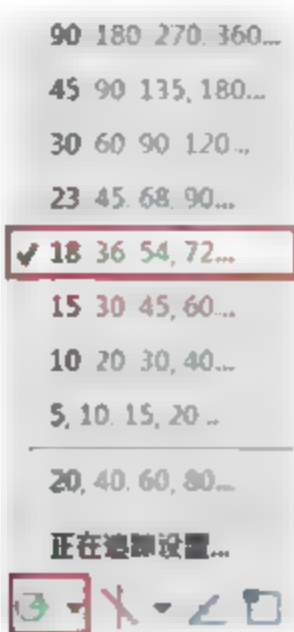 90, 180, 270, 360...
45, 90, 135, 180...
30, 60, 90, 120...
23, 45, 68, 90...
18, 36, 54, 72...
15, 30, 45, 60...
10, 20, 30, 40...
5, 10, 15, 20...
20, 40, 60, 80...
正在追踪设置...